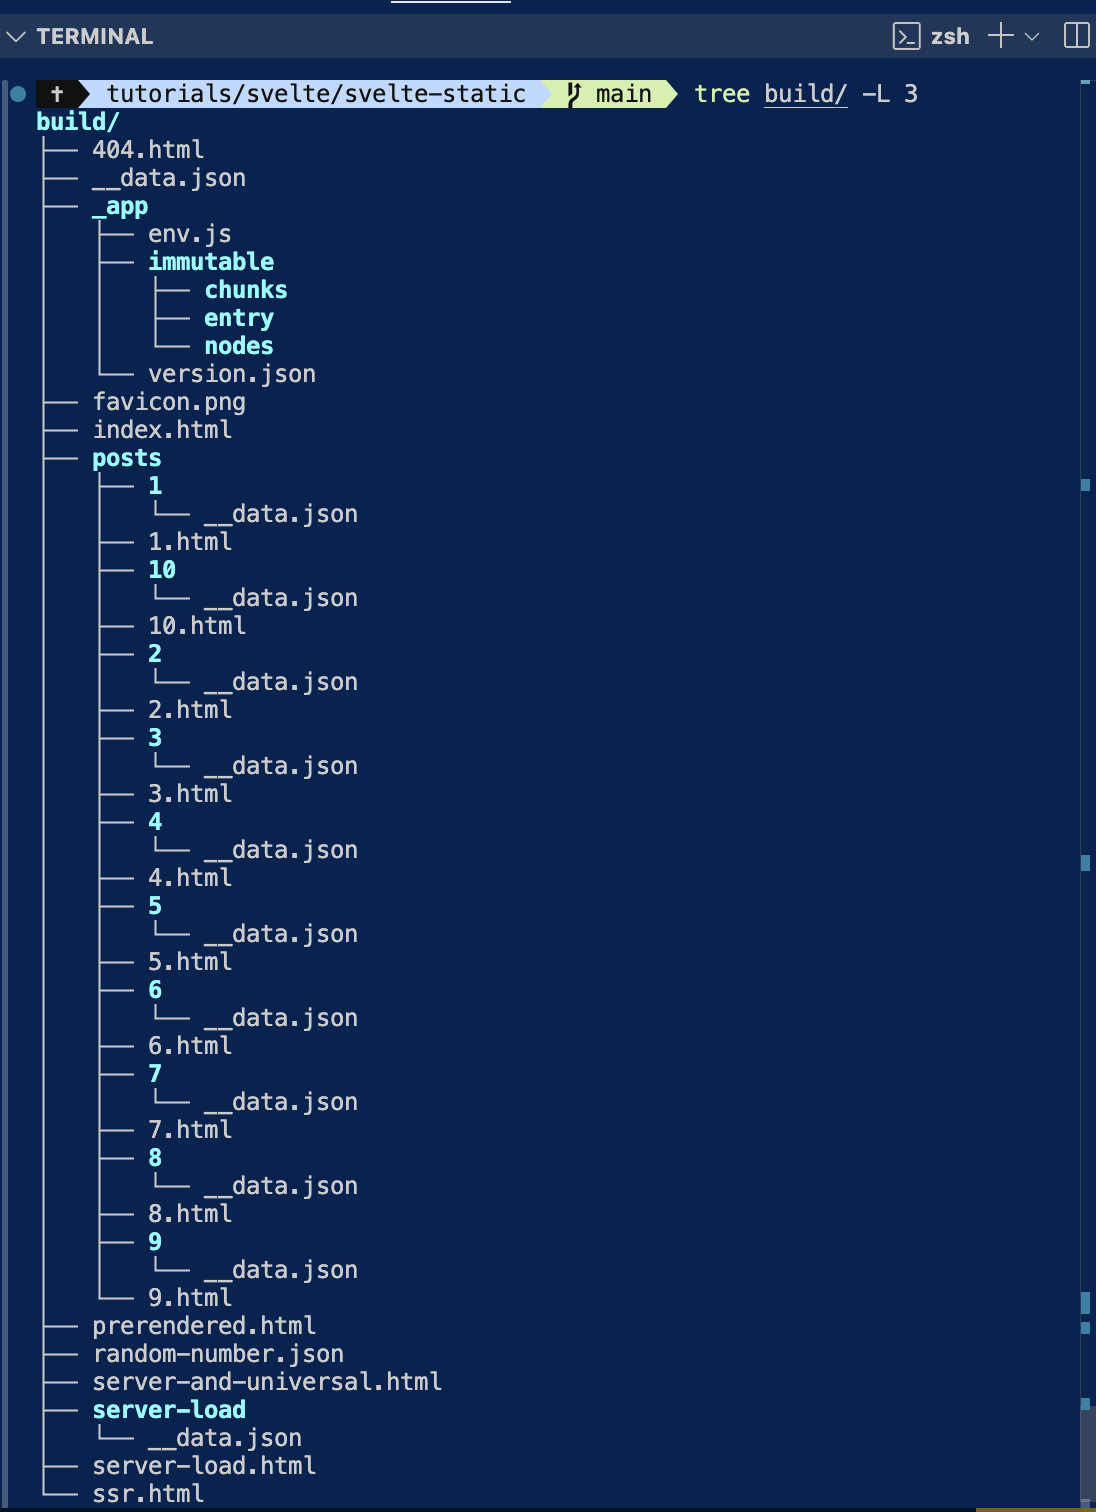 TERMINAL zsh
✝ tutorials/svelte/svelte-static main tree build/ -L 3
build/
├── 404.html
├── __data.json
├── _app
│   ├── env.js
│   ├── immutable
│   │   ├── chunks
│   │   ├── entry
│   │   └── nodes
│   └── version.json
├── favicon.png
├── index.html
├── posts
│   ├── 1
│   │   └── __data.json
│   ├── 1.html
│   ├── 10
│   │   └── __data.json
│   ├── 10.html
│   ├── 2
│   │   └── __data.json
│   ├── 2.html
│   ├── 3
│   │   └── __data.json
│   ├── 3.html
│   ├── 4
│   │   └── __data.json
│   ├── 4.html
│   ├── 5
│   │   └── __data.json
│   ├── 5.html
│   ├── 6
│   │   └── __data.json
│   ├── 6.html
│   ├── 7
│   │   └── __data.json
│   ├── 7.html
│   ├── 8
│   │   └── __data.json
│   ├── 8.html
│   ├── 9
│   │   └── __data.json
│   └── 9.html
├── prerendered.html
├── random-number.json
├── server-and-universal.html
├── server-load
│   └── __data.json
├── server-load.html
└── ssr.html